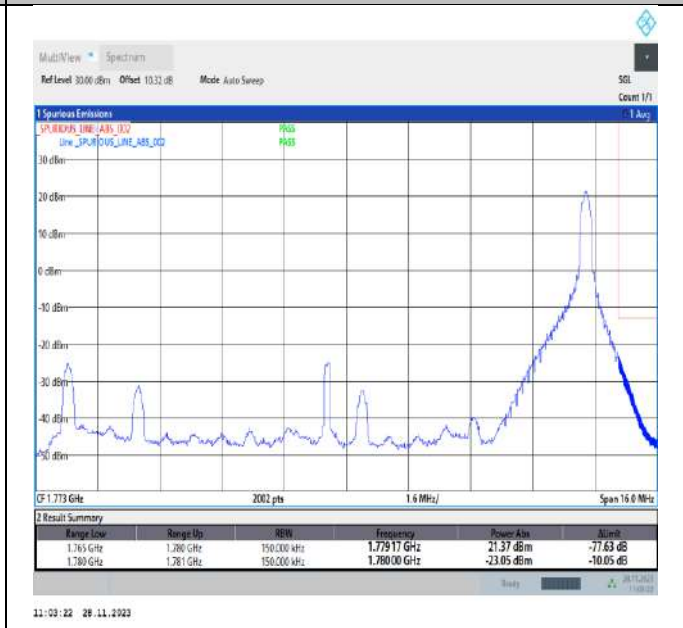 MultiView Spectrum
Ref Level 30.00 dBm Offset 10.32 dB Mode Auto Sweep SGL
Count 1/1
1 Spurious Emissions 1 Avg
_SPURIOUS_LINE_ABS_002 PASS
Line _SPURIOUS_LINE_ABS_002 PASS
30 dBm
20 dBm
10 dBm
0 dBm
-10 dBm
-20 dBm
-30 dBm
-40 dBm
-50 dBm
CF 1.773 GHz 2002 pts 1.6 MHz/ Span 16.0 MHz
2 Result Summary
Range Low Range Up RBW Frequency Power Abs ΔLimit
1.765 GHz 1.780 GHz 150.000 kHz 1.77917 GHz 21.37 dBm -77.63 dB
1.780 GHz 1.781 GHz 150.000 kHz 1.78000 GHz -23.05 dBm -10.05 dB
Ready 28.11.2023
11:03:22 28.11.2023